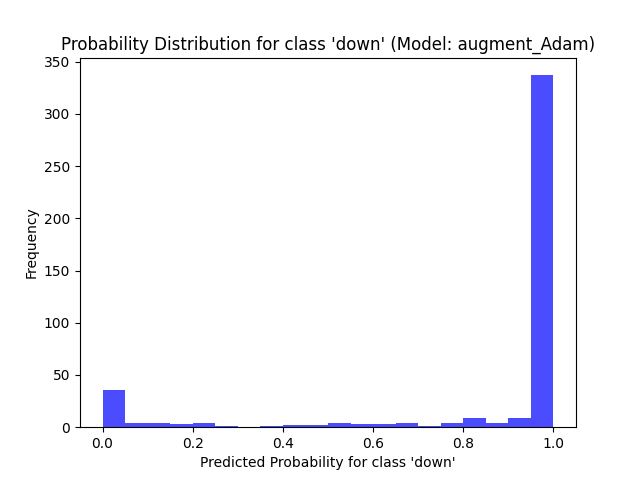 Probability Distribution for class 'down' (Model: augment_Adam)
350
300
250
200
150
100
50
0
Frequency
0.0 0.2 0.4 0.6 0.8 1.0
Predicted Probability for class 'down'